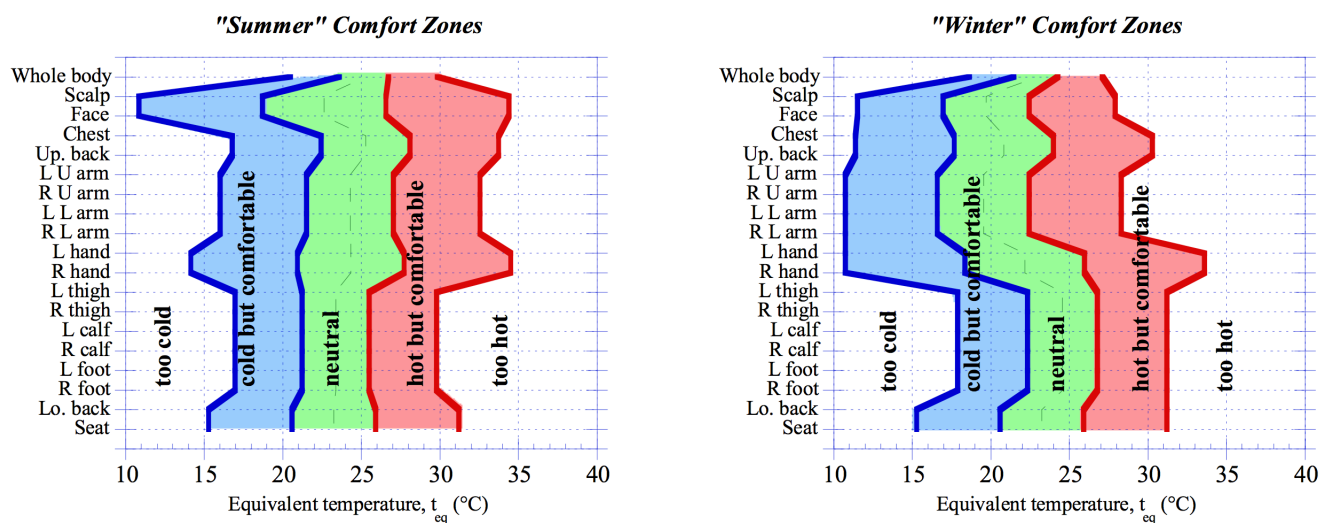 "Summer" Comfort Zones
Whole body
Scalp
Face
Chest
Up. back
L U arm
R U arm
L L arm
R L arm
L hand
R hand
L thigh
R thigh
L calf
R calf
L foot
R foot
Lo. back
Seat
too cold
cold but comfortable
neutral
hot but comfortable
too hot
10 15 20 25 30 35 40
Equivalent temperature, t_eq (°C)
"Winter" Comfort Zones
Whole body
Scalp
Face
Chest
Up. back
L U arm
R U arm
L L arm
R L arm
L hand
R hand
L thigh
R thigh
L calf
R calf
L foot
R foot
Lo. back
Seat
too cold
cold but comfortable
neutral
hot but comfortable
too hot
10 15 20 25 30 35 40
Equivalent temperature, t_eq (°C)